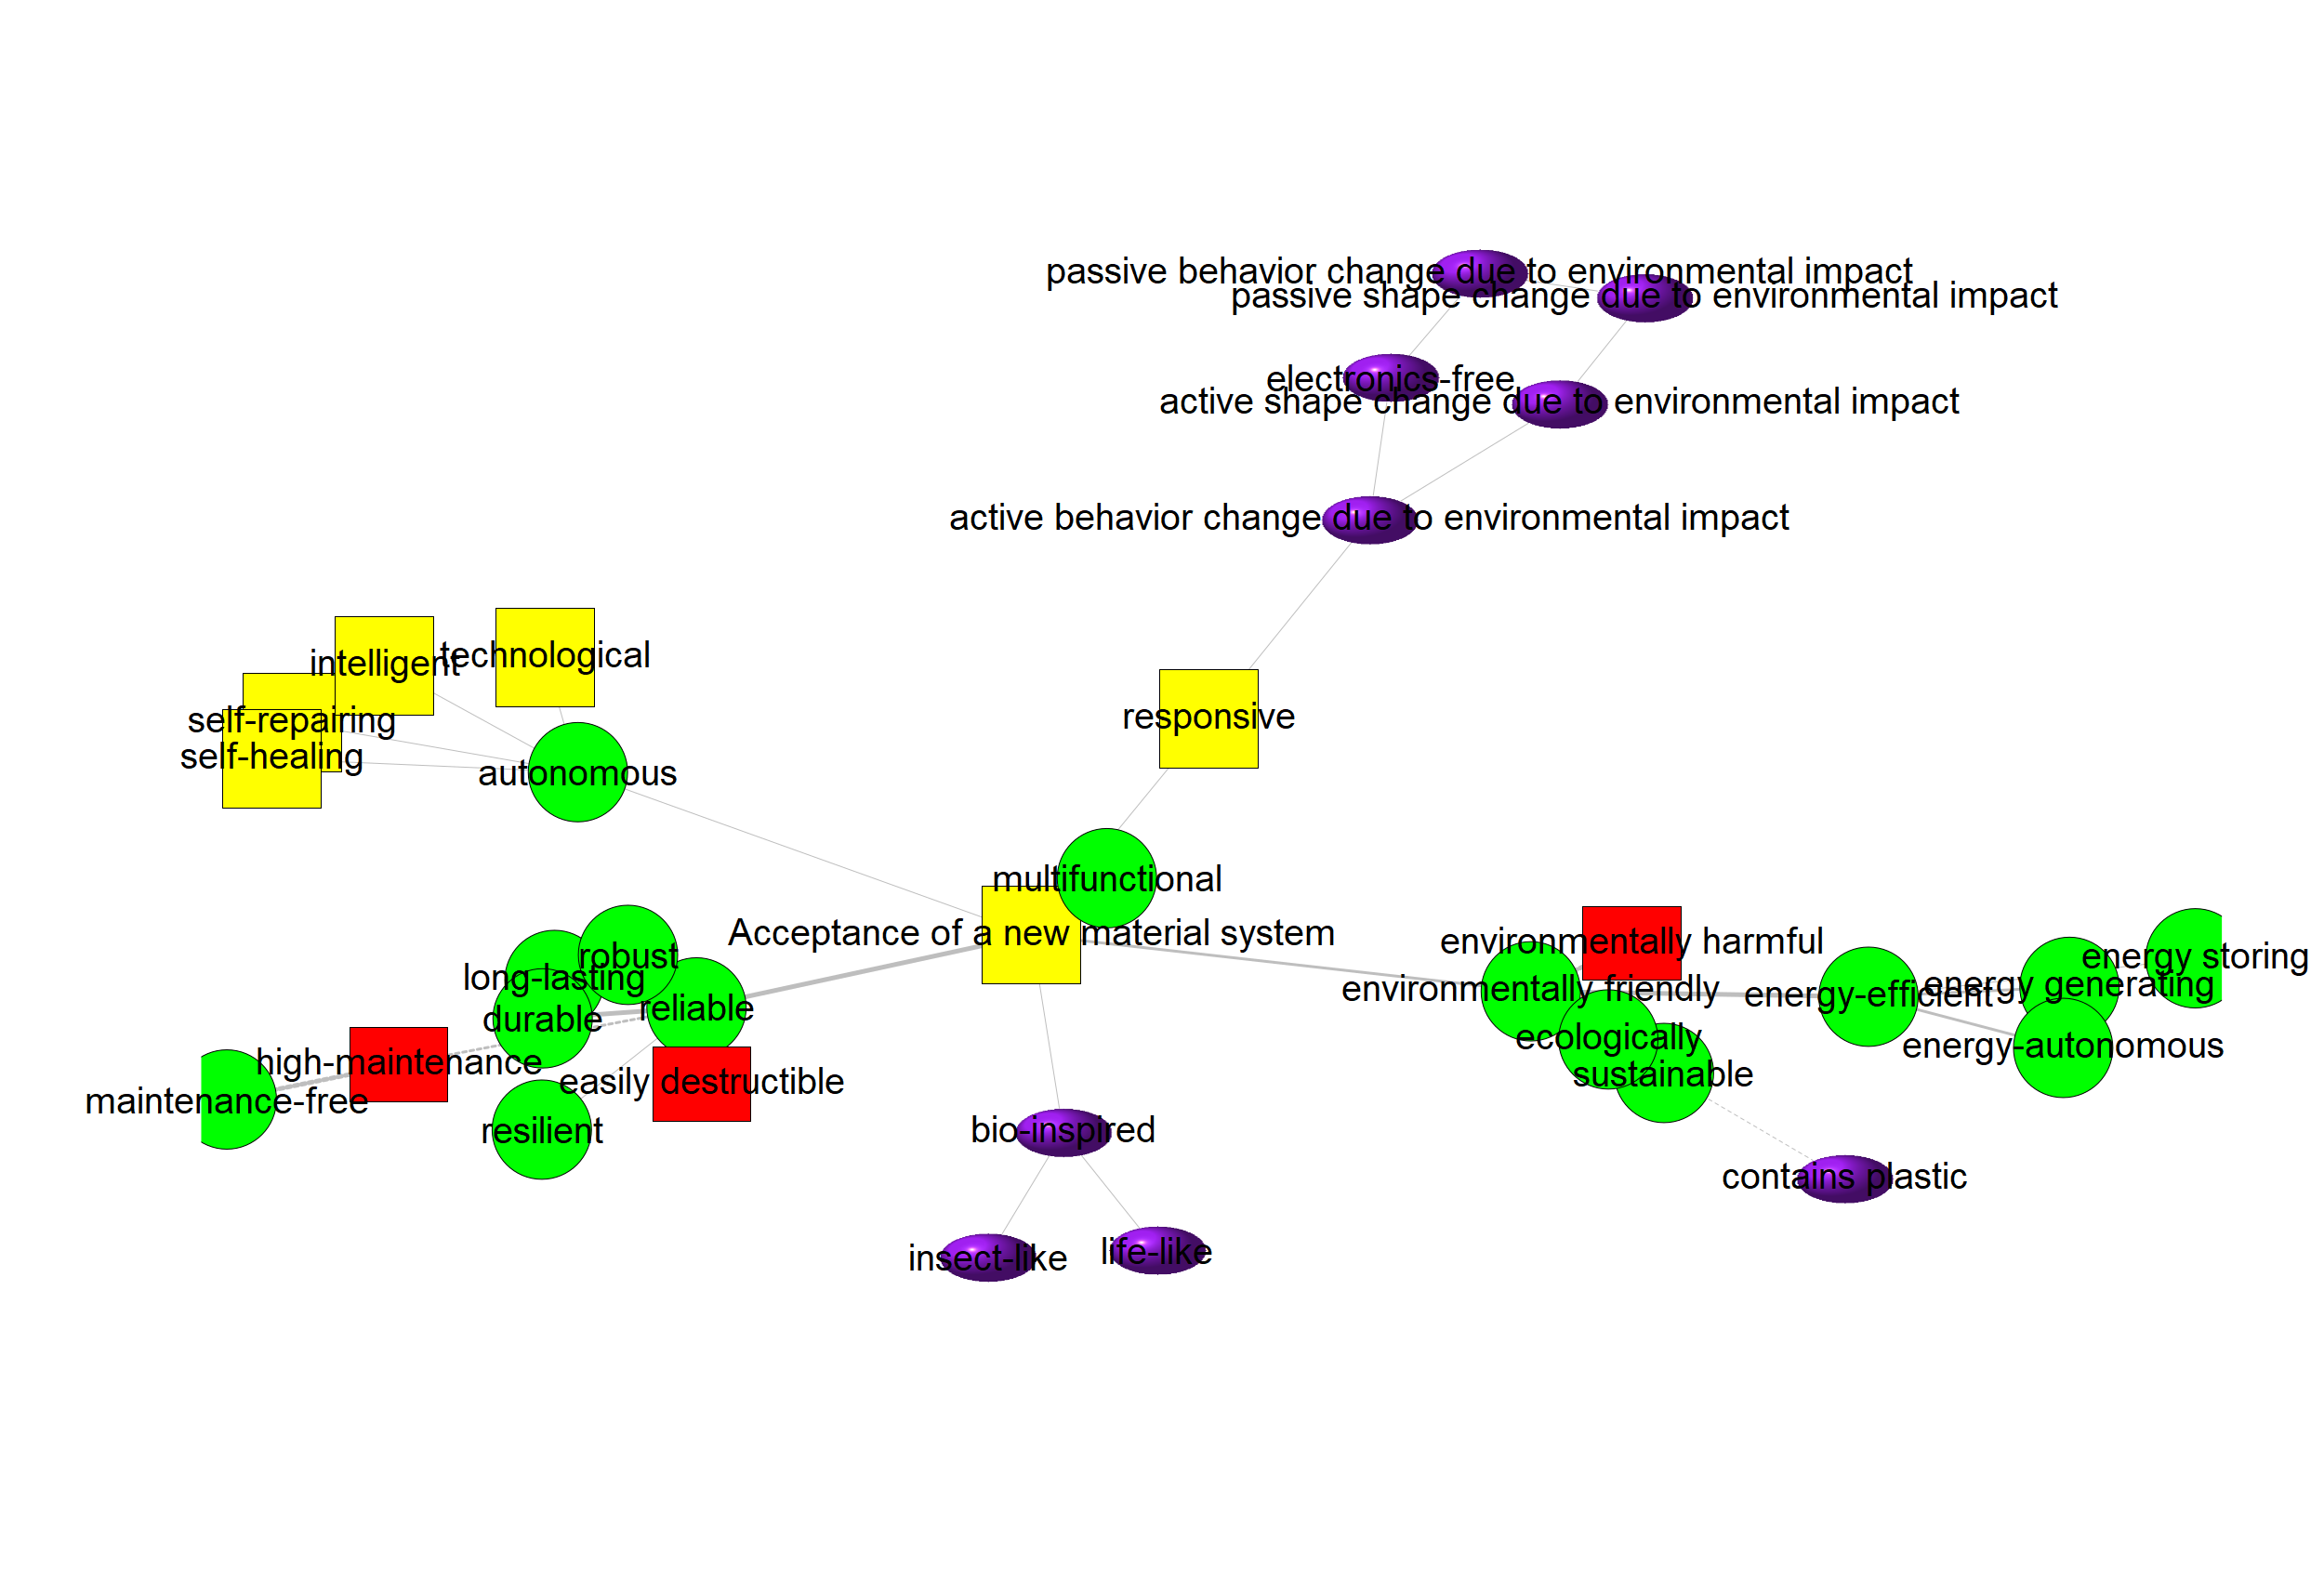 passive behavior change due to environmental impact
passive shape change due to environmental impact
electronics-free
active shape change due to environmental impact
active behavior change due to environmental impact
technological
intelligent
self-repairing
responsive
self-healing
autonomous
multifunctional
Acceptance of a new material system
environmentally harmful
robust
energy storing
long-lasting
energy generating
environmentally friendly
energy-efficient
reliable
durable
ecologically
energy-autonomous
high-maintenance
sustainable
easily destructible
maintenance-free
resilient
bio-inspired
contains plastic
life-like
insect-like